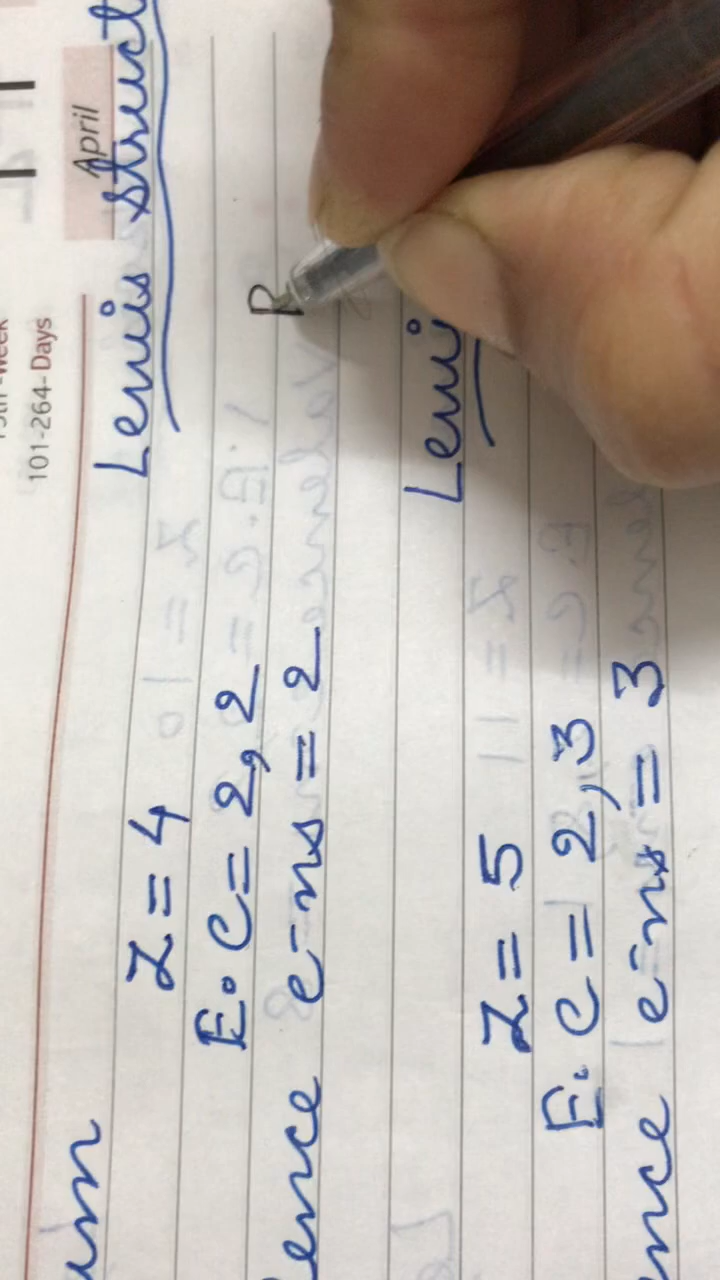 April
101-264-Days
Lewis struct
Z = 4
E.C = 2, 2
ence e⁻ns = 2
Lewi
Z = 5
E.C = 2, 3
nce e⁻ns = 3